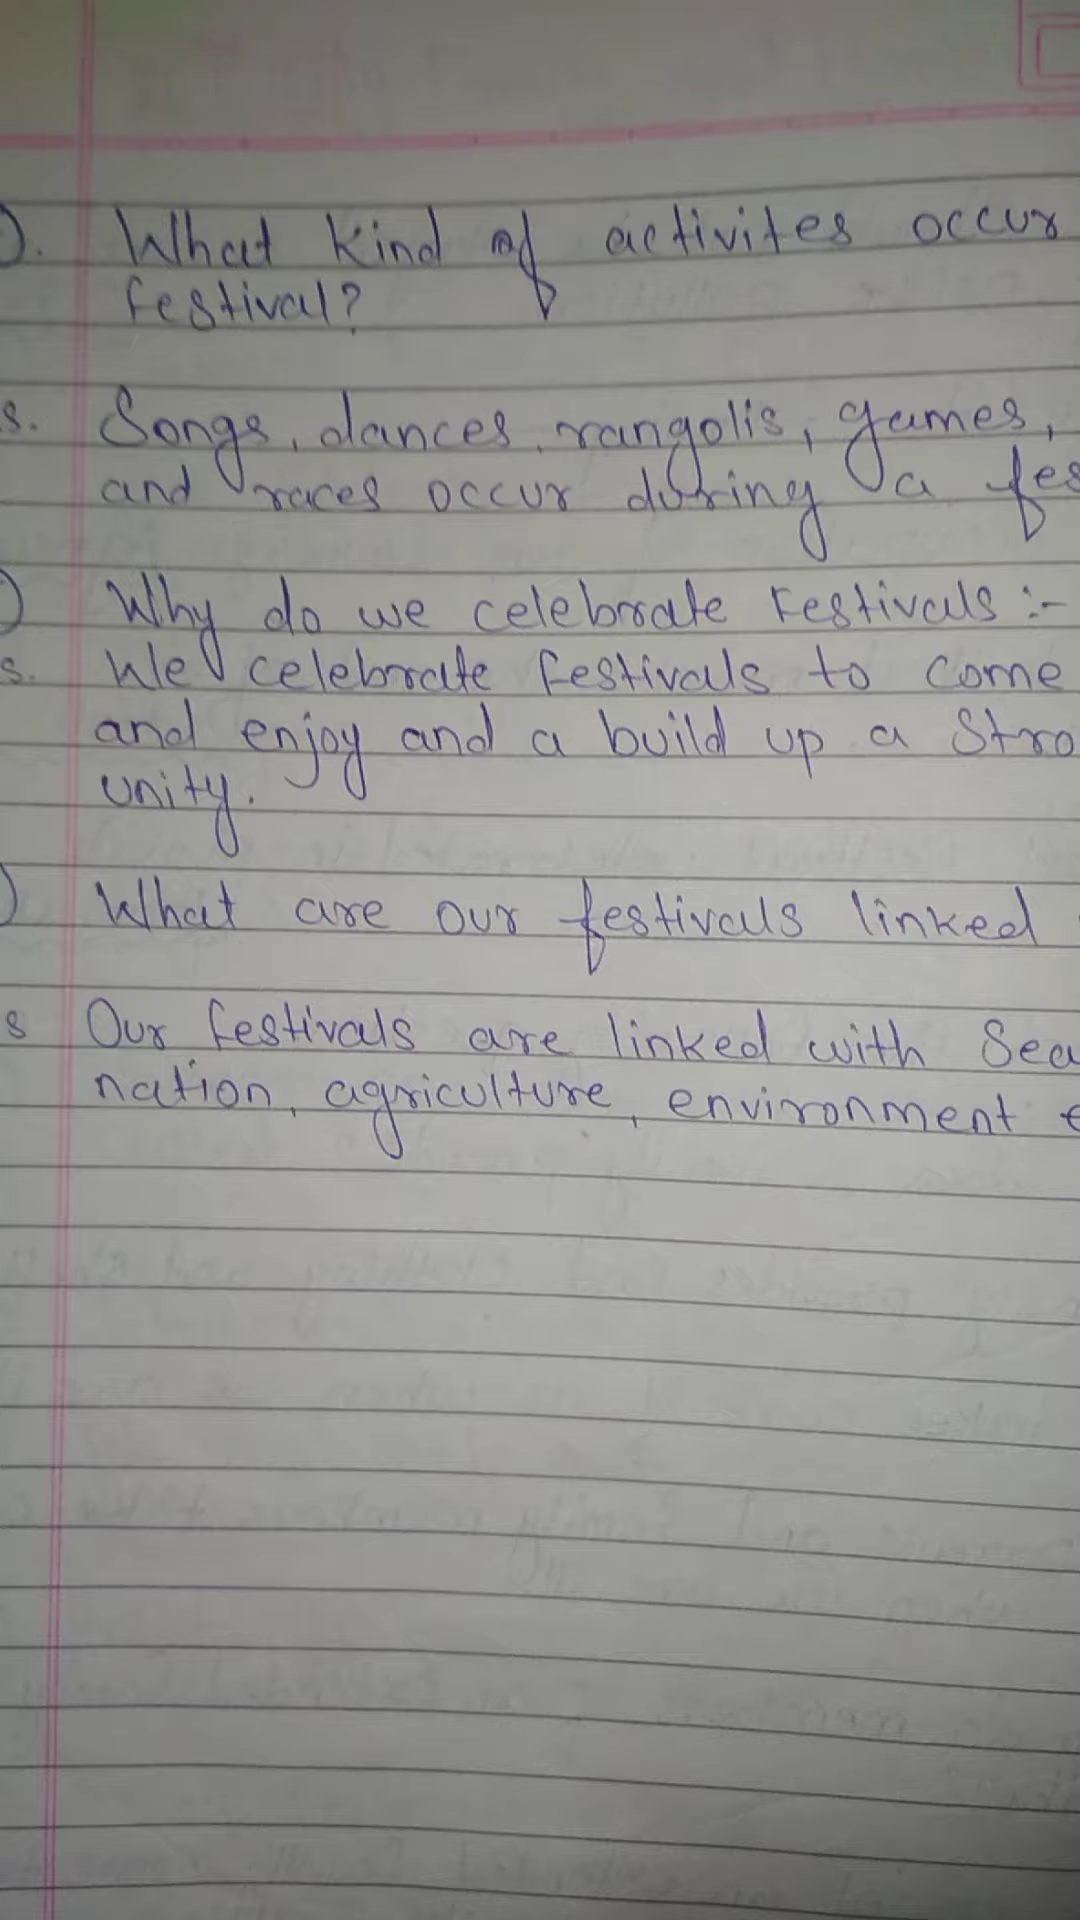 . What kind of activites occur
festival?
s. Songs, dances, rangolis, games,
and races occur during a fes
) Why do we celebrate Festivals :-
s. We celebrate festivals to come
and enjoy and a build up a Stro
unity.
) What are our festivals linked
s Our festivals are linked with Sea
nation, agriculture, environment